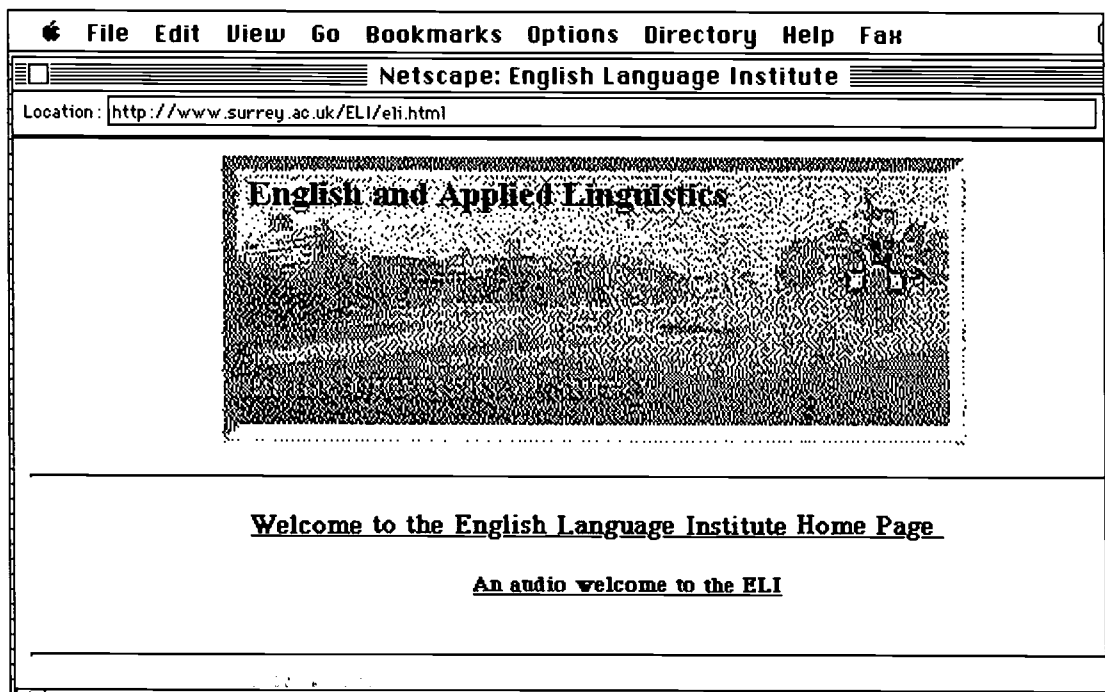 File Edit View Go Bookmarks Options Directory Help Fax
Netscape: English Language Institute
Location: http://www.surrey.ac.uk/ELI/eli.html
English and Applied Linguistics
Welcome to the English Language Institute Home Page
An audio welcome to the ELI